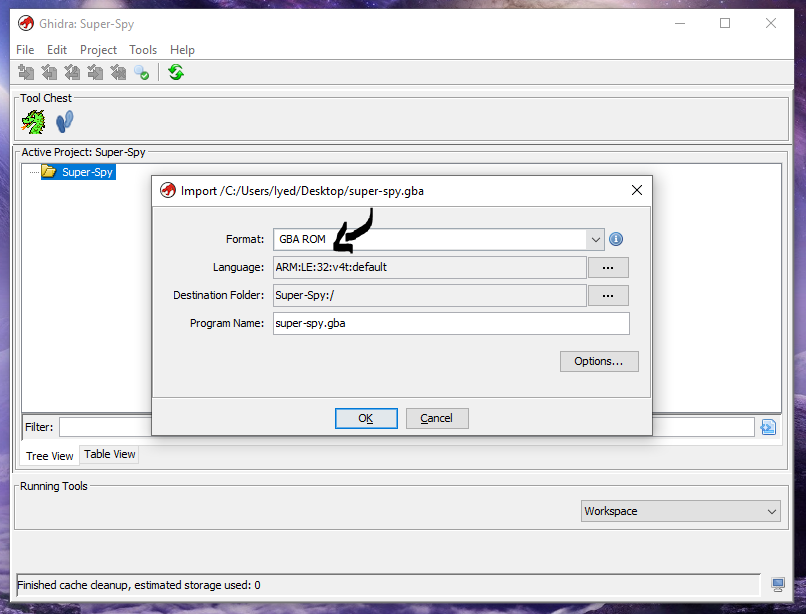 Ghidra: Super-Spy
File Edit Project Tools Help
Tool Chest
Active Project: Super-Spy
Super-Spy
Import /C:/Users/lyed/Desktop/super-spy.gba
Format: GBA ROM
Language: ARM:LE:32:v4t:default ...
Destination Folder: Super-Spy:/ ...
Program Name: super-spy.gba
Options...
OK Cancel
Filter:
Tree View Table View
Running Tools
Workspace
Finished cache cleanup, estimated storage used: 0